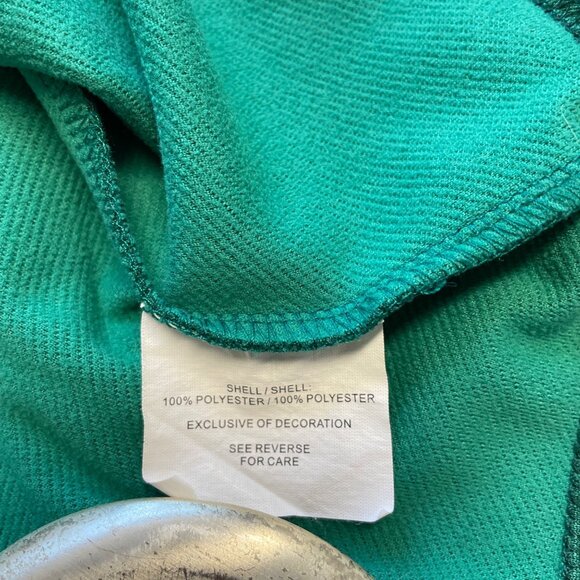 SHELL / SHELL:
100% POLYESTER / 100% POLYESTER
EXCLUSIVE OF DECORATION
SEE REVERSE
FOR CARE